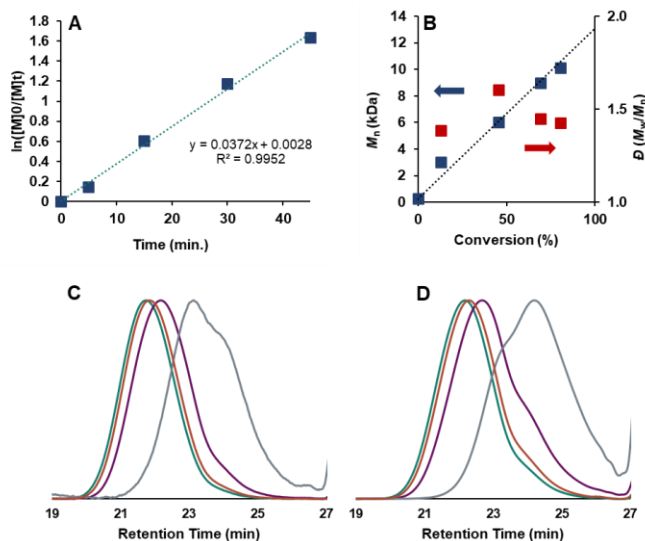 A
1.8
1.6
1.4
1.2
1
0.8
0.6
0.4
0.2
0
ln([M]0/[M]t)
y = 0.0372x + 0.0028
R² = 0.9952
0
20
40
Time (min.)
B
14
12
10
8
6
4
2
0
Mn (kDa)
2.0
1.5
1.0
Đ (Mw/Mn)
0
50
100
Conversion (%)
C
19
21
23
25
27
Retention Time (min)
D
19
21
23
25
27
Retention Time (min)